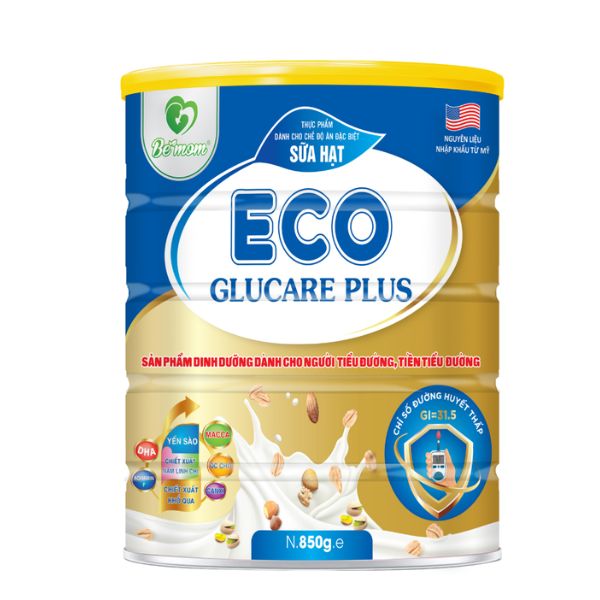 Be mom
THỰC PHẨM
DÀNH CHO CHẾ ĐỘ ĂN ĐẶC BIỆT
SỮA HẠT
NGUYÊN LIỆU
NHẬP KHẨU TỪ MỸ
ECO
GLUCARE PLUS
SẢN PHẨM DINH DƯỠNG DÀNH CHO NGƯỜI TIỂU ĐƯỜNG, TIỀN TIỂU ĐƯỜNG
CHỈ SỐ ĐƯỜNG HUYẾT THẤP
GI=31.5
DHA
YẾN SÀO
CHIẾT XUẤT
NẤM LINH CHI
CHIẾT XUẤT
KHỔ QUA
MACCA
ÓC CHÓ
CANXI
N.850g.e